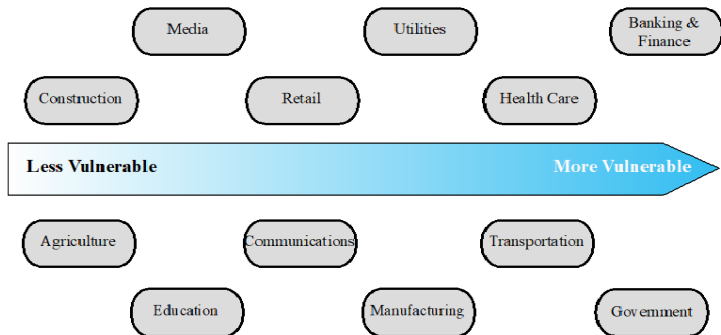 Media
Utilities
Banking &
Finance
Construction
Retail
Health Care
Less Vulnerable
More Vulnerable
Agriculture
Communications
Transportation
Education
Manufacturing
Government